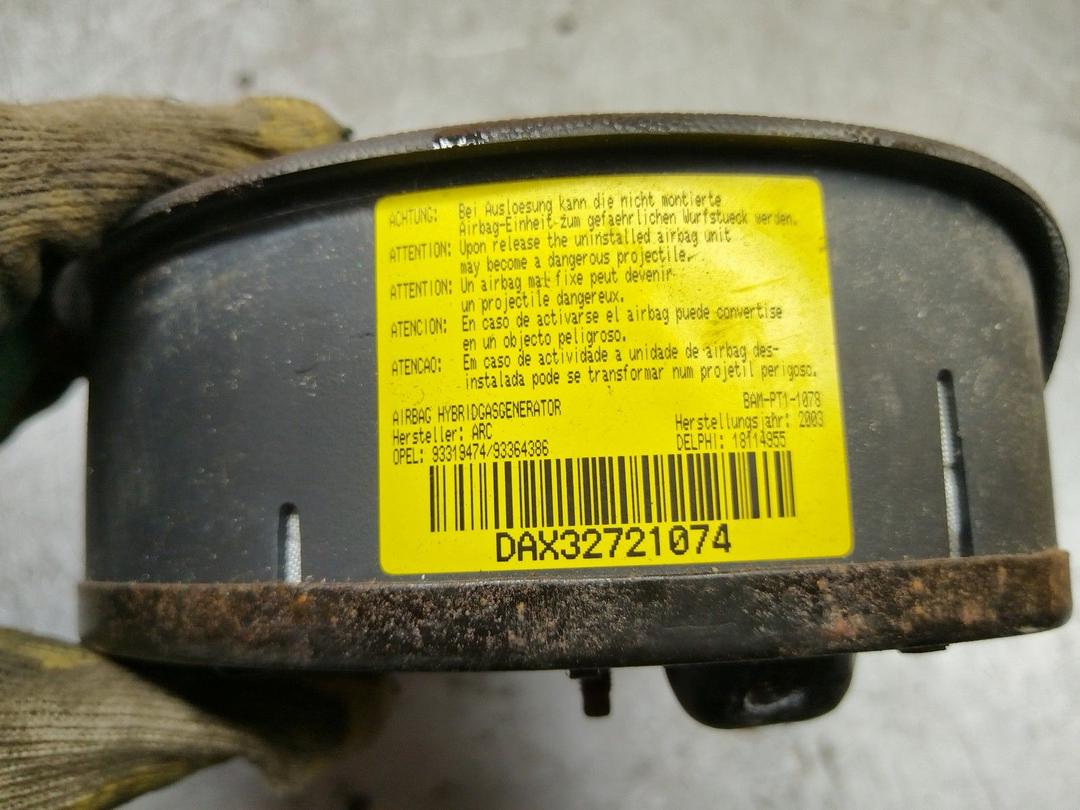 ACHTUNG: Bei Ausloesung kann die nicht montierte
Airbag-Einheit zum gefaehrlichen Wurfstueck werden.
ATTENTION: Upon release the uninstalled airbag unit
may become a dangerous projectile.
ATTENTION: Un airbag mal fixe peut devenir
un projectile dangereux.
ATENCION: En caso de activarse el airbag puede convertise
en un objecto peligroso.
ATENCAO: Em caso de actividade a unidade de airbag des-
instalada pode se transformar num projetil perigoso.
AIRBAG HYBRIDGASGENERATOR BAM-PT1-1078
Hersteller: ARC Herstellungsjahr: 2003
OPEL: 93319474/93364386 DELPHI: 18114955
DAX32721074